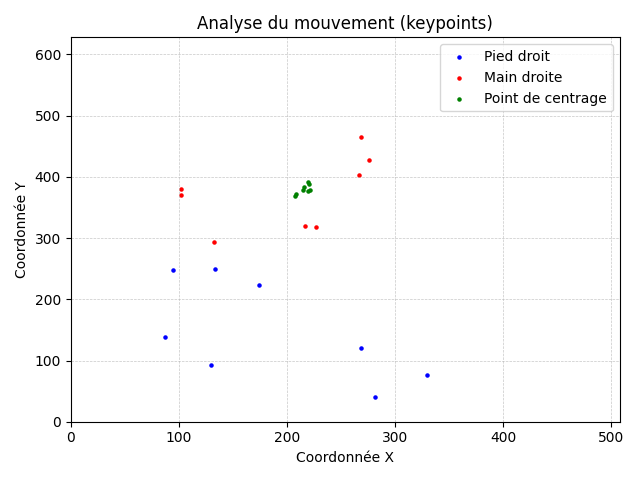 Analyse du mouvement (keypoints)
Pied droit
Main droite
Point de centrage
Coordonnée Y
600
500
400
300
200
100
0
0 100 200 300 400 500
Coordonnée X